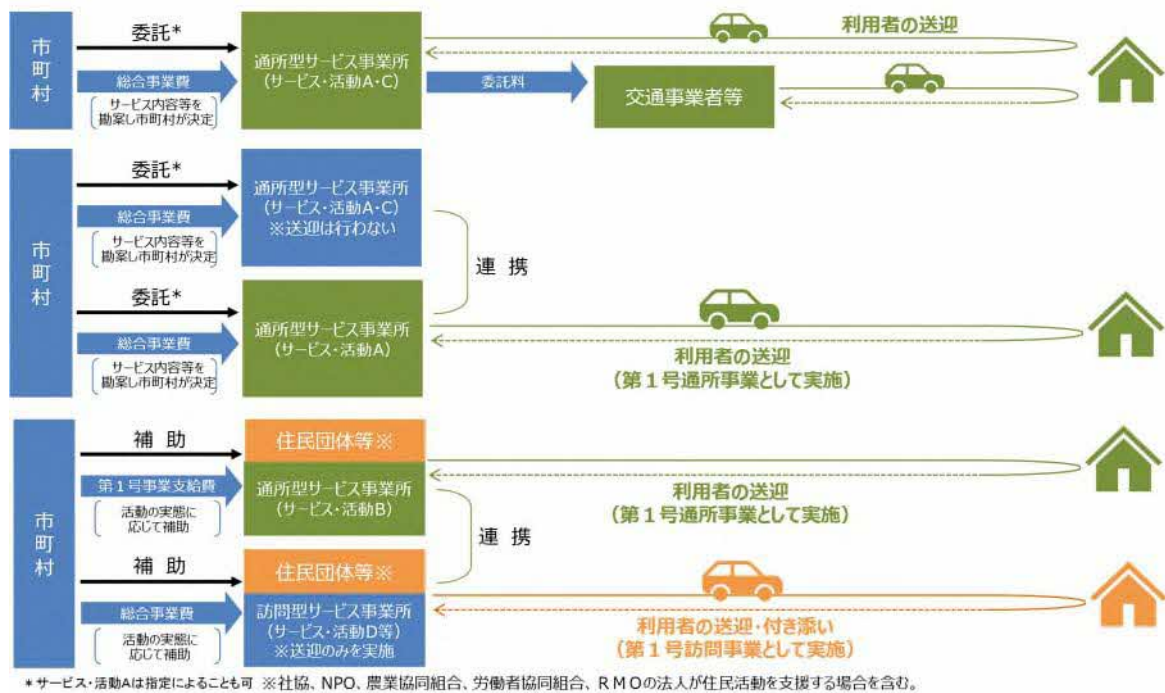 市町村
委託*
総合事業費
サービス内容等を
勘案し市町村が決定
通所型サービス事業所
(サービス・活動A・C)
委託料
交通事業者等
利用者の送迎
市町村
委託*
総合事業費
サービス内容等を
勘案し市町村が決定
通所型サービス事業所
(サービス・活動A・C)
※送迎は行わない
連 携
委託*
総合事業費
サービス内容等を
勘案し市町村が決定
通所型サービス事業所
(サービス・活動A)
利用者の送迎
(第1号通所事業として実施)
市町村
補 助
第1号事業支給費
活動の実態に
応じて補助
住民団体等※
通所型サービス事業所
(サービス・活動B)
利用者の送迎
(第1号通所事業として実施)
連 携
補 助
総合事業費
活動の実態に
応じて補助
住民団体等※
訪問型サービス事業所
(サービス・活動D等)
※送迎のみを実施
利用者の送迎・付き添い
(第1号訪問事業として実施)
*サービス・活動Aは指定によることも可 ※社協、NPO、農業協同組合、労働者協同組合、RMOの法人が住民活動を支援する場合を含む。